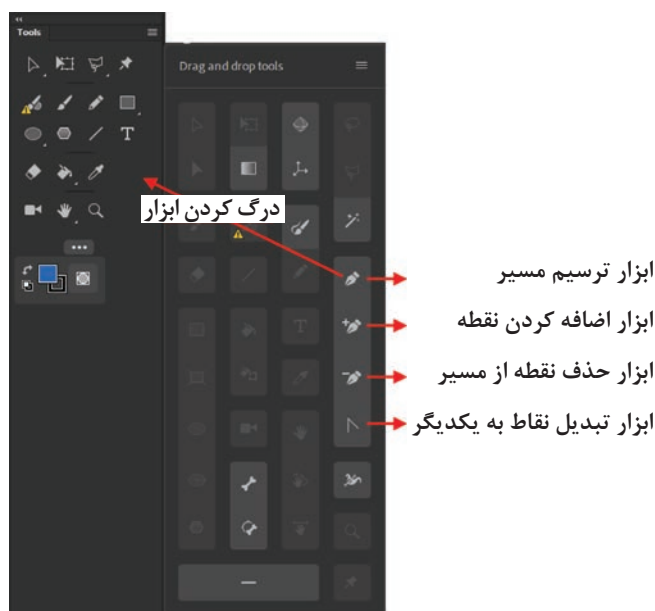 Tools
Drag and drop tools
درگ کردن ابزار
ابزار ترسیم مسیر
ابزار اضافه کردن نقطه
ابزار حذف نقطه از مسیر
ابزار تبدیل نقاط به یکدیگر